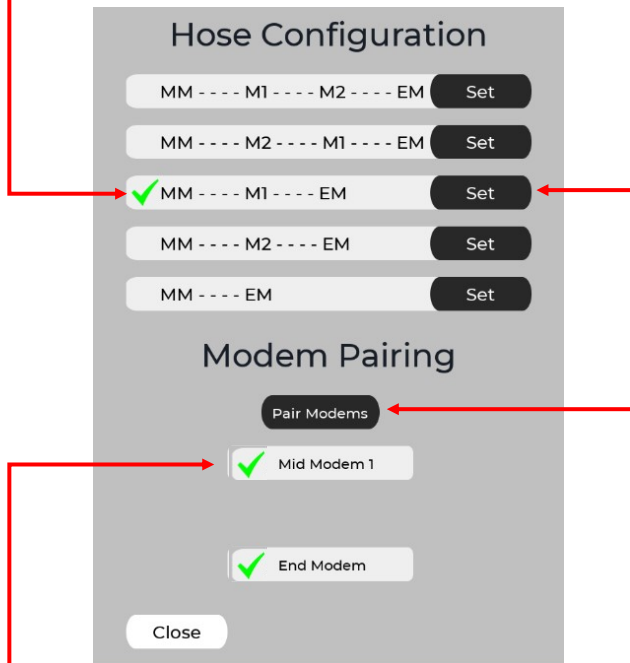 Hose Configuration
MM - - - - M1 - - - - M2 - - - - EM Set
MM - - - - M2 - - - - M1 - - - - EM Set
MM - - - - M1 - - - - EM Set
MM - - - - M2 - - - - EM Set
MM - - - - EM Set
Modem Pairing
Pair Modems
Mid Modem 1
End Modem
Close